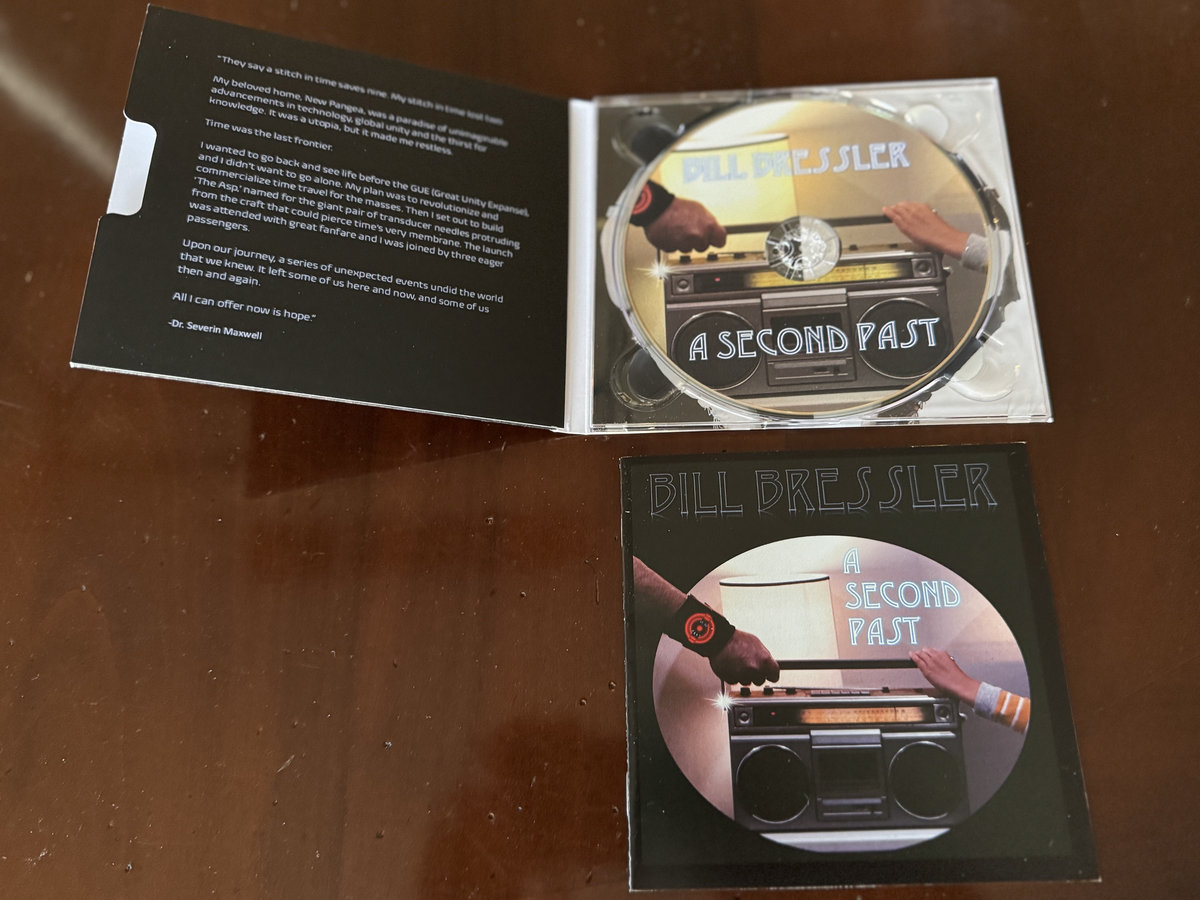 "They say a stitch in time saves nine. My stitch in time lost two
My beloved home, New Pangea, was a paradise of unimaginable
advancements in technology, global unity and the thirst for
knowledge. It was a utopia, but it made me restless.
Time was the last frontier.
I wanted to go back and see life before the GUE (Great Unity Expanse),
and I didn't want to go alone. My plan was to revolutionize and
commercialize time travel for the masses. Then I set out to build
'The Asp,' named for the giant pair of transducer needles protruding
from the craft that could pierce time's very membrane. The launch
was attended with great fanfare and I was joined by three eager
passengers.
Upon our journey, a series of unexpected events undid the world
that we knew. It left some of us here and now, and some of us
then and again.
All I can offer now is hope."
-Dr. Severin Maxwell
BILL BRESSLER
A SECOND PAST
BILL BRESSLER
A
SECOND
PAST